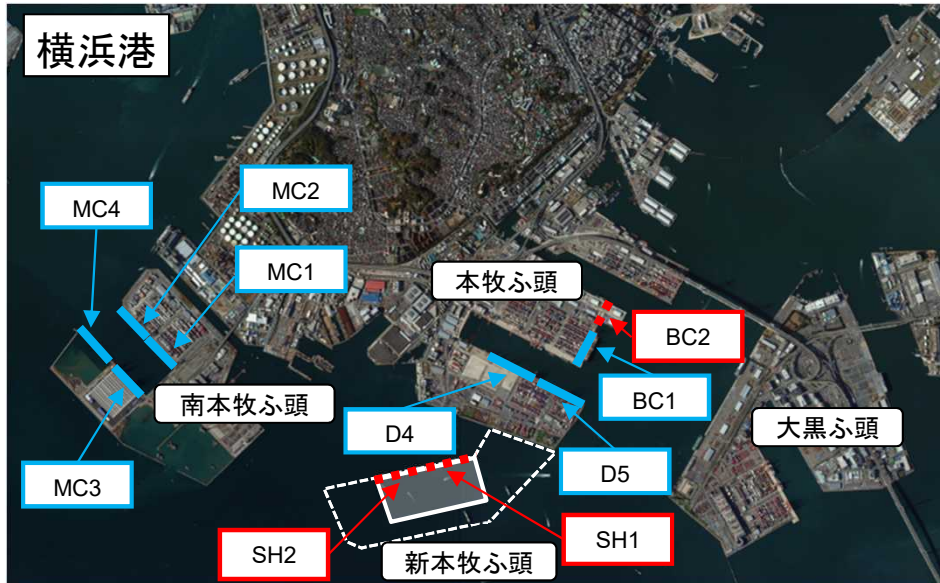 横浜港
MC4
MC2
MC1
本牧ふ頭
BC2
南本牧ふ頭
D4
BC1
大黒ふ頭
MC3
D5
SH2
新本牧ふ頭
SH1